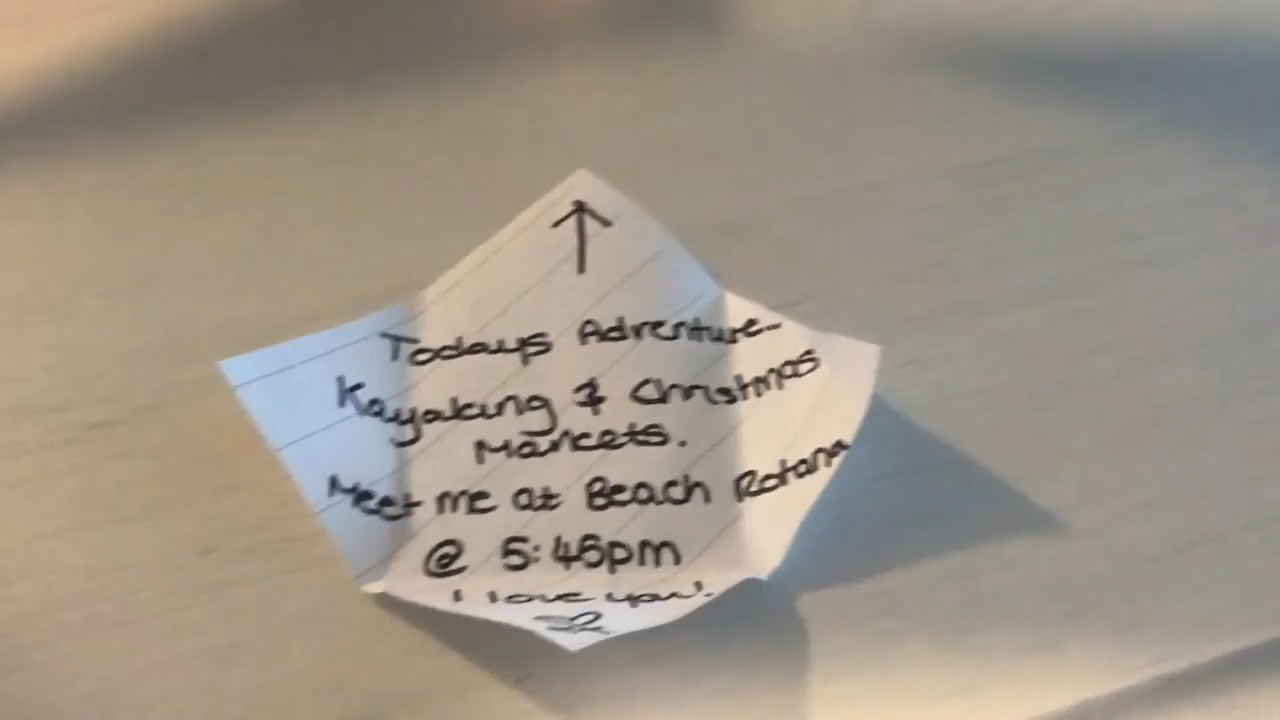 Todays Adventure..
Kayaking & Christmas
Markets.
Meet me at Beach Rotana
@ 5:45pm
I love you!